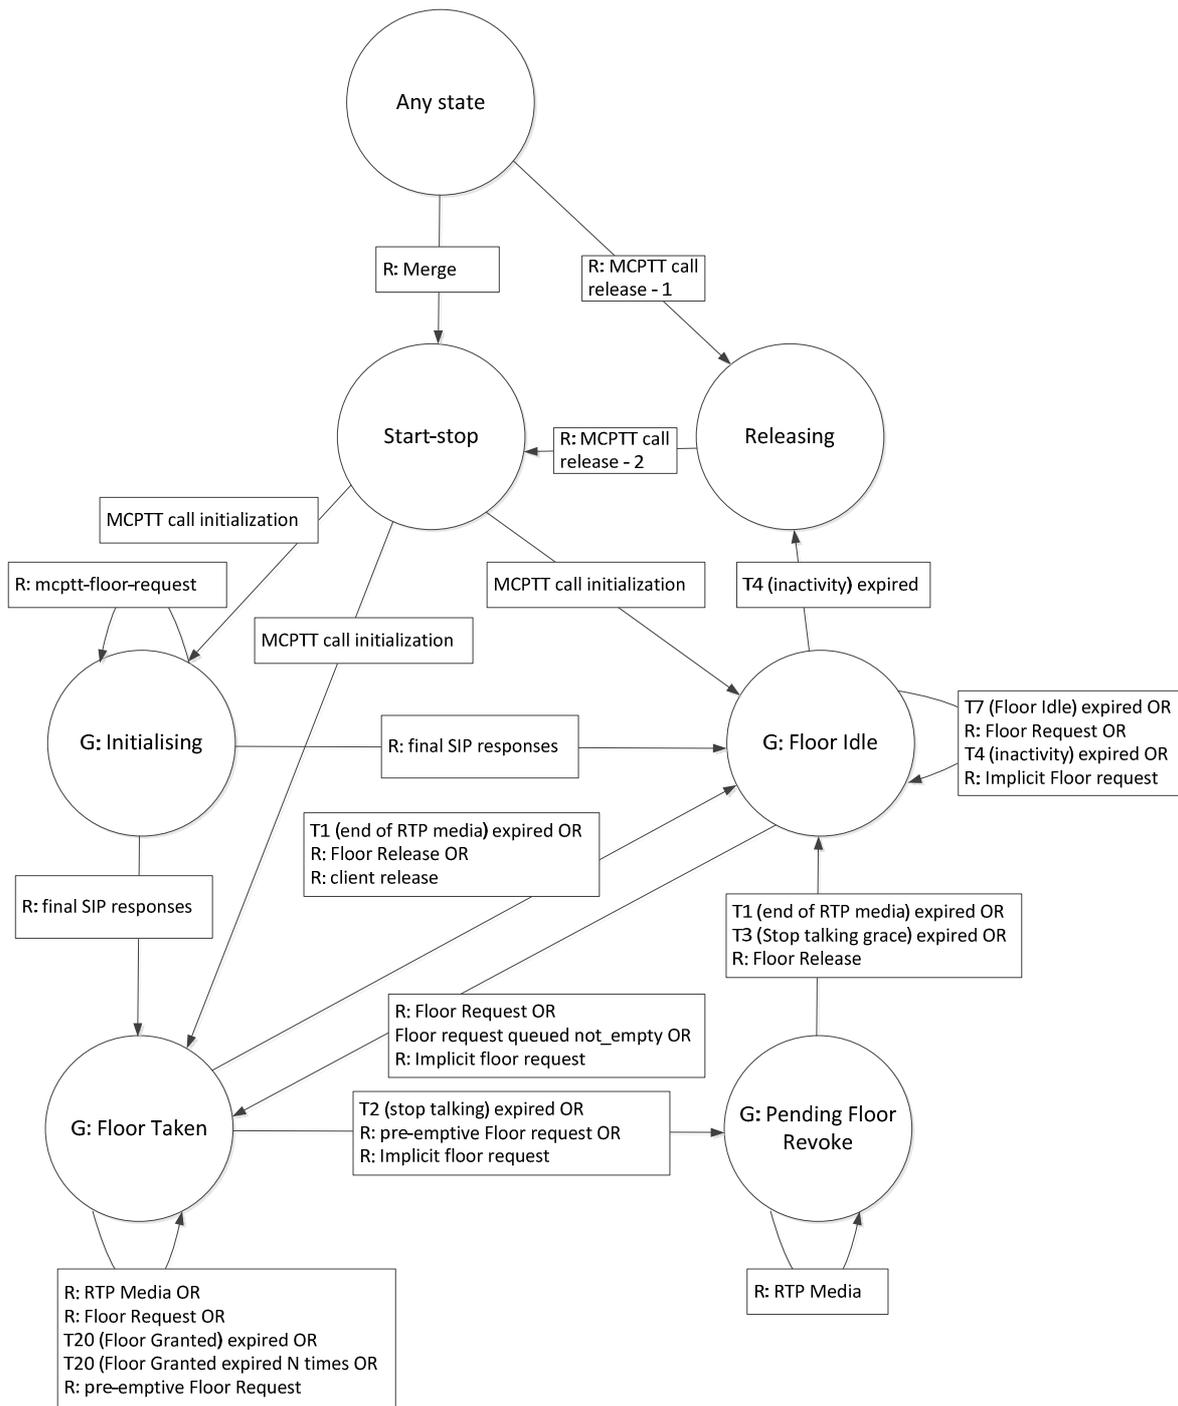 Any state
R: Merge
R: MCPTT call
release - 1
Start-stop
R: MCPTT call
release - 2
Releasing
MCPTT call initialization
R: mcptt-floor-request
MCPTT call initialization
T4 (inactivity) expired
MCPTT call initialization
G: Initialising
R: final SIP responses
G: Floor Idle
T7 (Floor Idle) expired OR
R: Floor Request OR
T4 (inactivity) expired OR
R: Implicit Floor request
T1 (end of RTP media) expired OR
R: Floor Release OR
R: client release
R: final SIP responses
T1 (end of RTP media) expired OR
T3 (Stop talking grace) expired OR
R: Floor Release
R: Floor Request OR
Floor request queued not_empty OR
R: Implicit floor request
G: Floor Taken
T2 (stop talking) expired OR
R: pre-emptive Floor request OR
R: Implicit floor request
G: Pending Floor
Revoke
R: RTP Media OR
R: Floor Request OR
T20 (Floor Granted) expired OR
T20 (Floor Granted expired N times OR
R: pre-emptive Floor Request
R: RTP Media